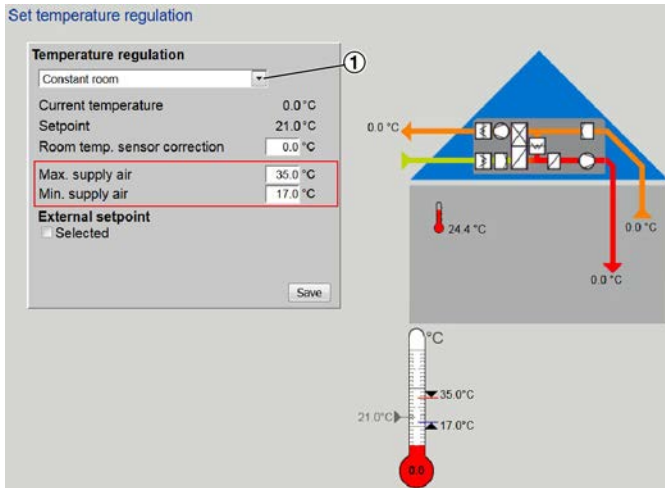 Set temperature regulation
Temperature regulation
Constant room
1
Current temperature 0.0 °C
Setpoint 21.0 °C
Room temp. sensor correction 0.0 °C
Max. supply air 35.0 °C
Min. supply air 17.0 °C
External setpoint
Selected
Save
0.0 °C
24.4 °C
0.0 °C
0.0 °C
°C
35.0°C
21.0°C
17.0°C
0.0